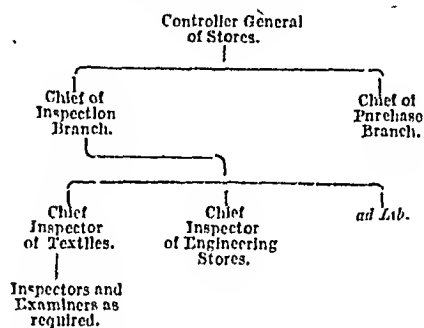 Controller General
of Stores.
Chief of
Inspection
Branch.
Chief of
Purchase
Branch.
Chief
Inspector
of Textiles.
Chief
Inspector
of Engineering
Stores.
ad Lib.
Inspectors and
Examiners as
required.